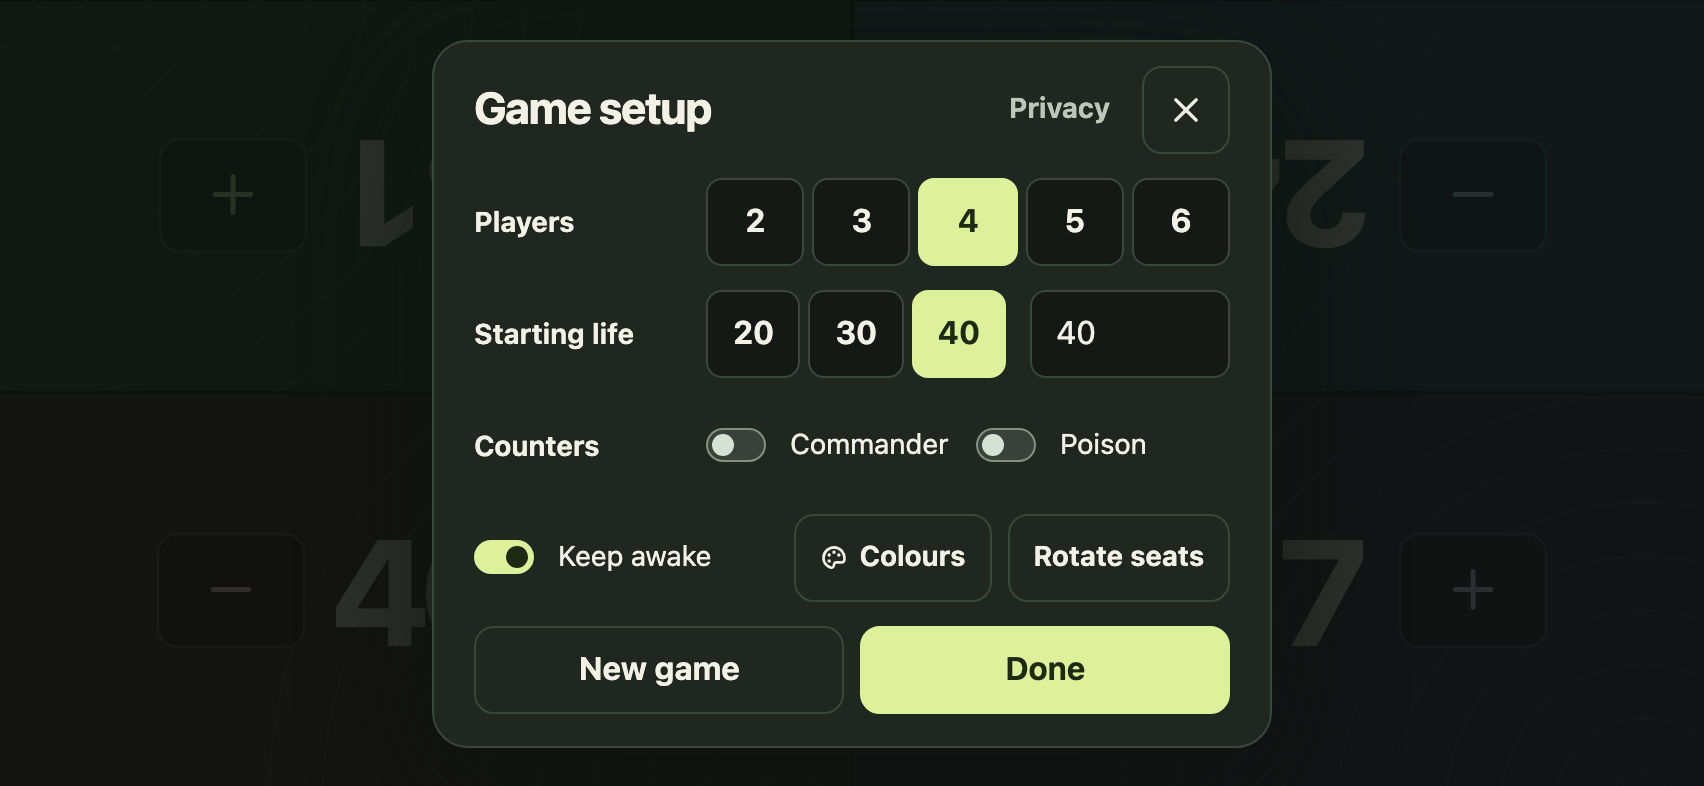 Game setup
Privacy
Players
2 3 4 5 6
Starting life
20 30 40 40
Counters
Commander
Poison
Keep awake
Colours
Rotate seats
New game
Done